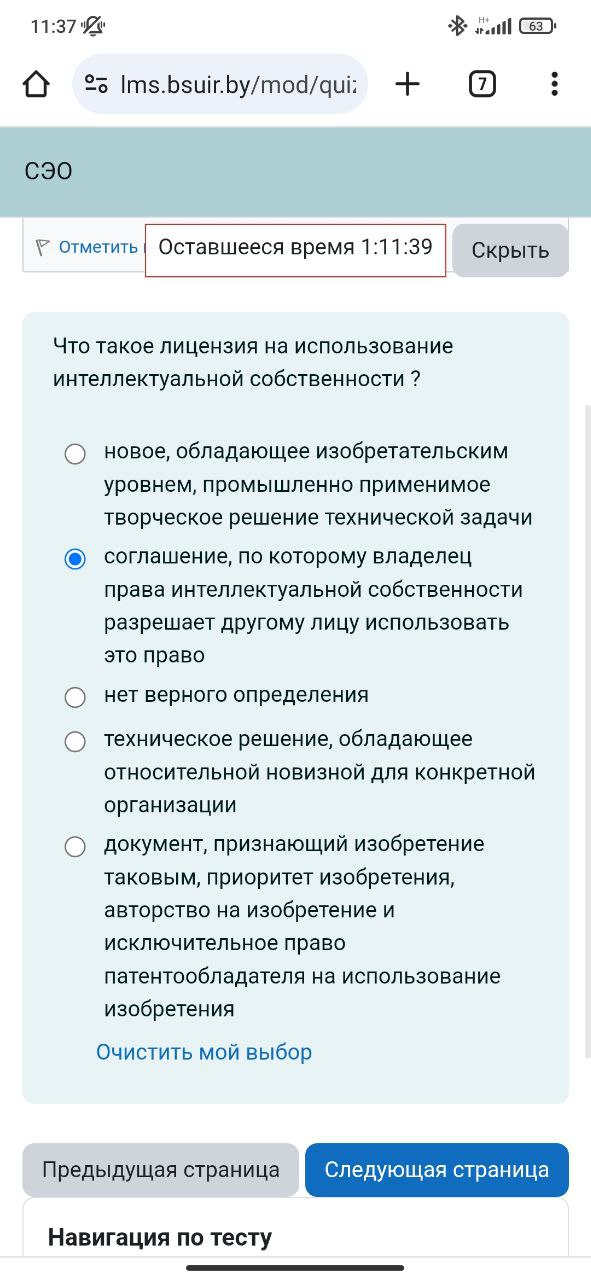 11:37
H+
63
lms.bsuir.by/mod/qui
7
СЭО
Отметить
Оставшееся время 1:11:39
Скрыть
Что такое лицензия на использование
интеллектуальной собственности ?
новое, обладающее изобретательским
уровнем, промышленно применимое
творческое решение технической задачи
соглашение, по которому владелец
права интеллектуальной собственности
разрешает другому лицу использовать
это право
нет верного определения
техническое решение, обладающее
относительной новизной для конкретной
организации
документ, признающий изобретение
таковым, приоритет изобретения,
авторство на изобретение и
исключительное право
патентообладателя на использование
изобретения
Очистить мой выбор
Предыдущая страница
Следующая страница
Навигация по тесту